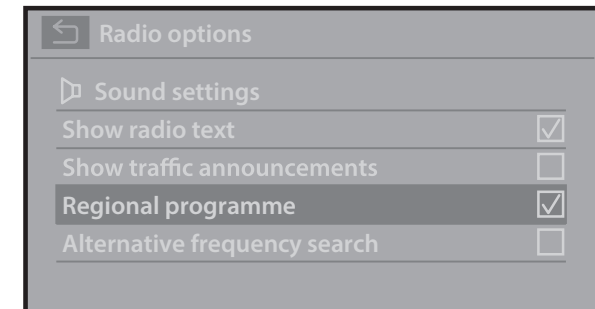 Radio options
Sound settings
Show radio text
Show traffic announcements
Regional programme
Alternative frequency search